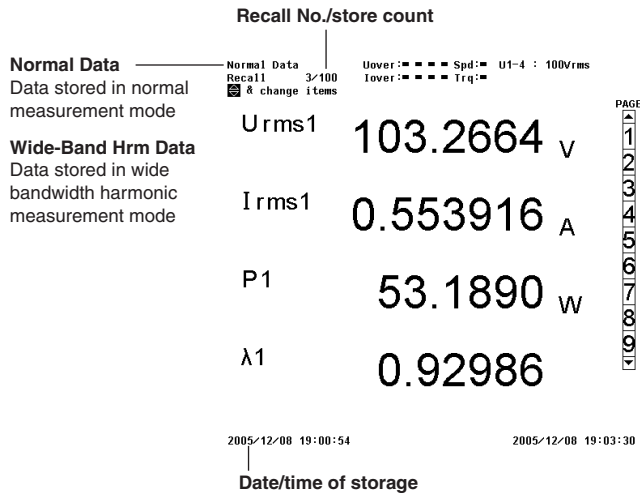 Recall No./store count
Normal Data
Data stored in normal
measurement mode
Wide-Band Hrm Data
Data stored in wide
bandwidth harmonic
measurement mode
Normal Data Uover:= = = = Spd:= U1-4 : 100Vrms
Recall 3/100 Iover:= = = = Trq:=
& change items
PAGE
1
2
3
4
5
6
7
8
9
Urms1 103.2664 V
Irms1 0.553916 A
P1 53.1890 W
λ1 0.92986
2005/12/08 19:00:54 2005/12/08 19:03:30
Date/time of storage